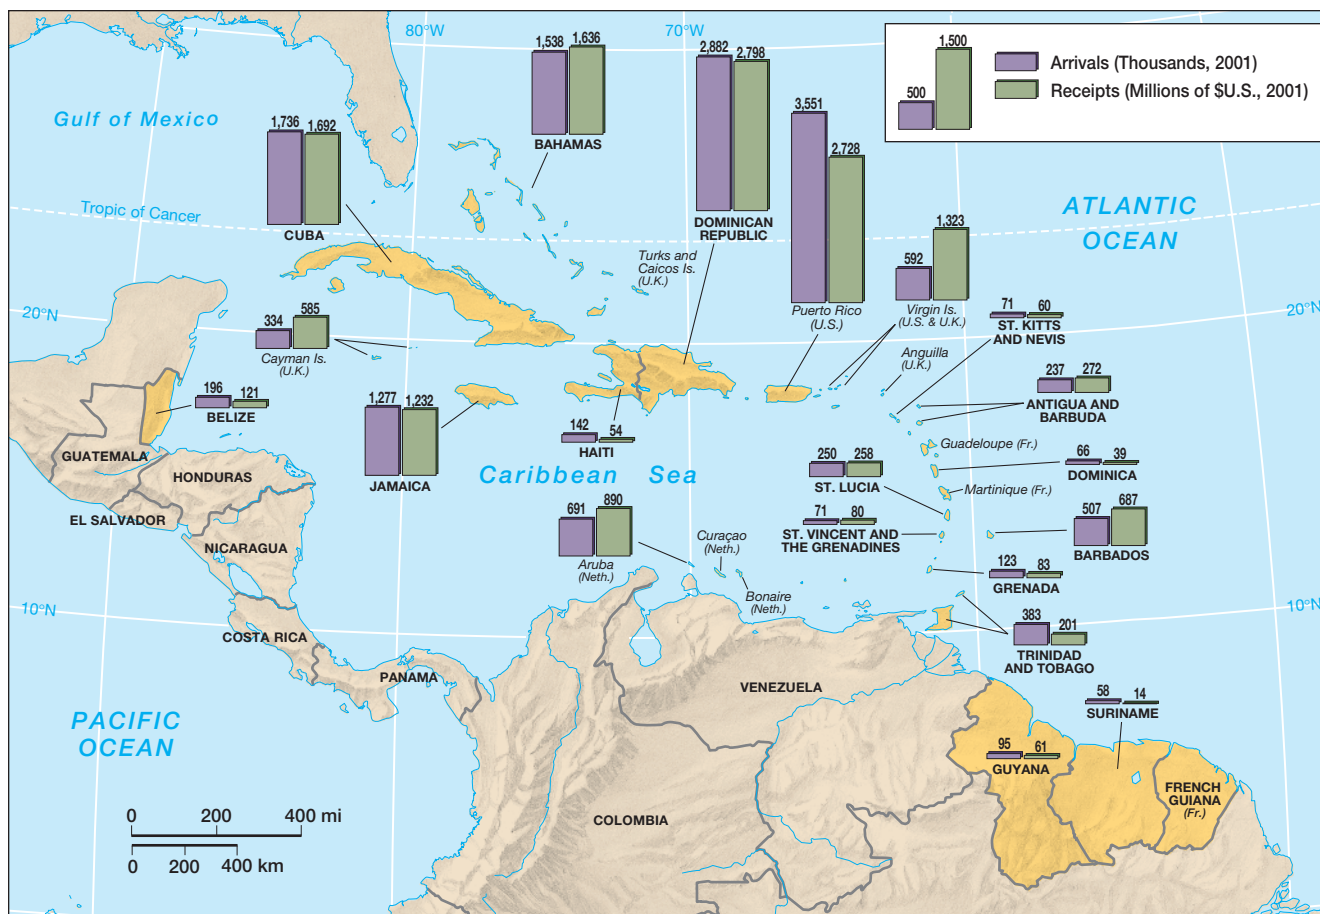 80°W
70°W
500
1,500
Arrivals (Thousands, 2001)
Receipts (Millions of $U.S., 2001)
Gulf of Mexico
1,736
1,692
CUBA
1,538
1,636
BAHAMAS
2,882
2,798
DOMINICAN
REPUBLIC
3,551
2,728
Puerto Rico
(U.S.)
Tropic of Cancer
ATLANTIC
OCEAN
Turks and
Caicos Is.
(U.K.)
592
1,323
Virgin Is.
(U.S. & U.K.)
71
60
ST. KITTS
AND NEVIS
20°N
20°N
334
585
Cayman Is.
(U.K.)
Anguilla
(U.K.)
196
121
BELIZE
1,277
1,232
JAMAICA
142
54
HAITI
237
272
ANTIGUA AND
BARBUDA
GUATEMALA
HONDURAS
EL SALVADOR
NICARAGUA
Caribbean Sea
Guadeloupe (Fr.)
250
258
ST. LUCIA
66
39
DOMINICA
Martinique (Fr.)
691
890
Aruba
(Neth.)
Curaçao
(Neth.)
Bonaire
(Neth.)
71
80
ST. VINCENT AND
THE GRENADINES
507
687
BARBADOS
123
83
GRENADA
10°N
10°N
COSTA RICA
PANAMA
383
201
TRINIDAD
AND TOBAGO
VENEZUELA
PACIFIC
OCEAN
58
14
SURINAME
95
61
GUYANA
FRENCH
GUIANA
(Fr.)
COLOMBIA
0 200 400 mi
0 200 400 km